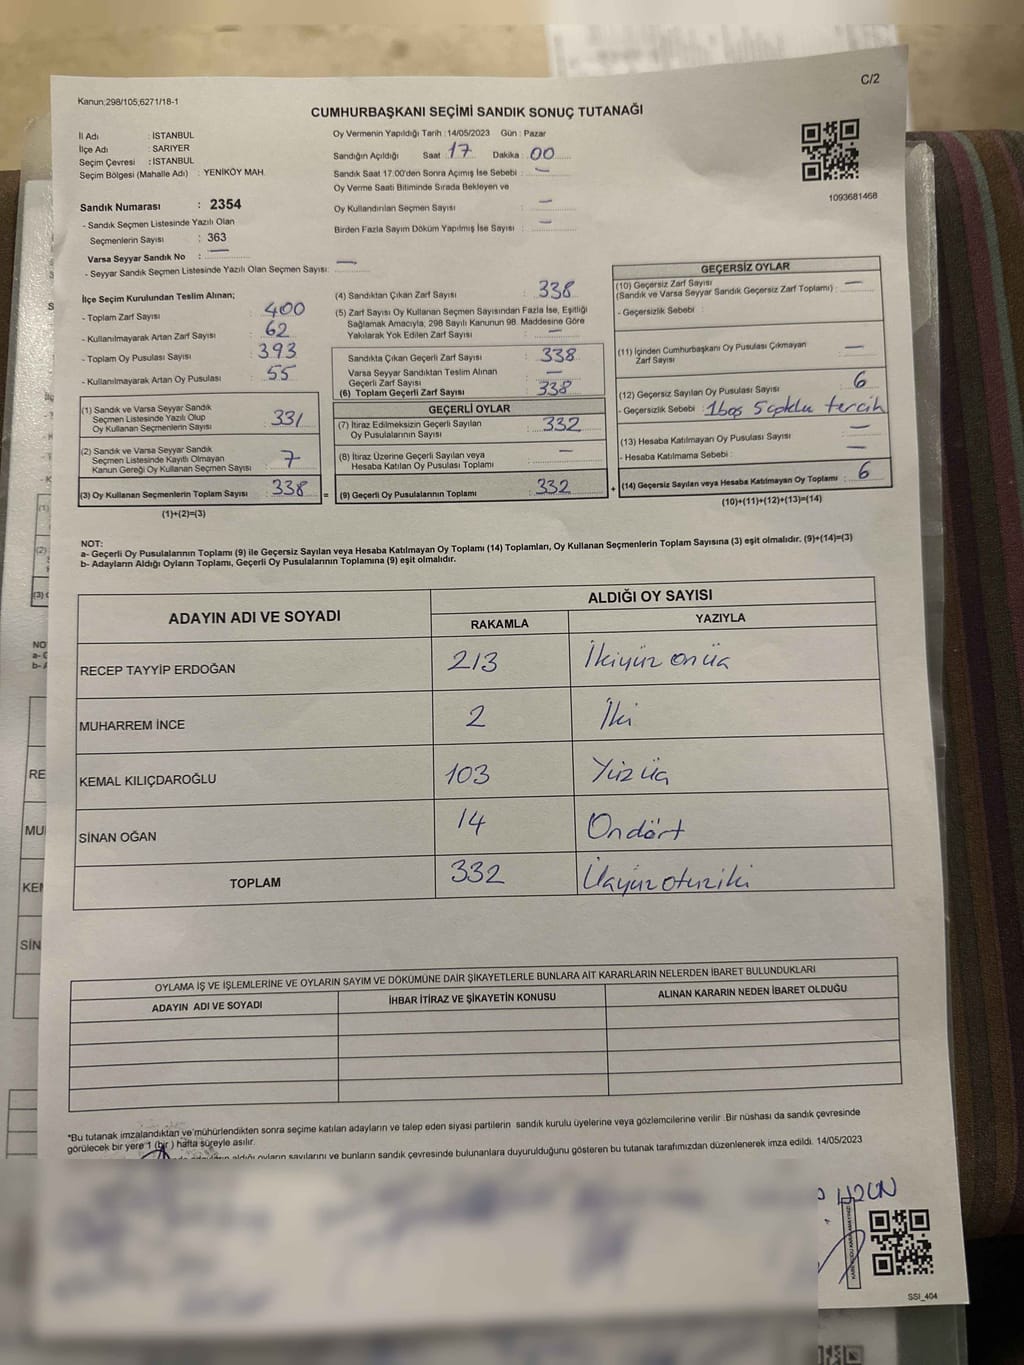 C/2
Kanun:298/105;6271/18-1
CUMHURBAŞKANI SEÇİMİ SANDIK SONUÇ TUTANAĞI
İl Adı : İSTANBUL
İlçe Adı : SARIYER
Seçim Çevresi : İSTANBUL
Seçim Bölgesi (Mahalle Adı) : YENİKÖY MAH.
Oy Vermenin Yapıldığı Tarih : 14/05/2023 Gün : Pazar
Sandığın Açıldığı Saat : 17 Dakika : 00
Sandık Saat 17.00'den Sonra Açımış İse Sebebi : —
Oy Verme Saati Bitiminde Sırada Bekleyen ve
Oy Kullandırılan Seçmen Sayısı : —
Birden Fazla Sayım Döküm Yapılmış İse Sayısı : —
1093681468
Sandık Numarası : 2354
- Sandık Seçmen Listesinde Yazılı Olan
Seçmenlerin Sayısı : 363
Varsa Seyyar Sandık No : —
- Seyyar Sandık Seçmen Listesinde Yazılı Olan Seçmen Sayısı: —
İlçe Seçim Kurulundan Teslim Alınan;
- Toplam Zarf Sayısı : 400
- Kullanılmayarak Artan Zarf Sayısı : 62
- Toplam Oy Pusulası Sayısı : 393
- Kullanılmayarak Artan Oy Pusulası : 55
(1) Sandık ve Varsa Seyyar Sandık
Seçmen Listesinde Yazılı Olup
Oy Kullanan Seçmenlerin Sayısı : 331
(2) Sandık ve Varsa Seyyar Sandık
Seçmen Listesinde Kayıtlı Olmayan
Kanun Gereği Oy Kullanan Seçmen Sayısı : 7
(3) Oy Kullanan Seçmenlerin Toplam Sayısı : 338 =
(1)+(2)=(3)
(4) Sandıktan Çıkan Zarf Sayısı : 338
(5) Zarf Sayısı Oy Kullanan Seçmen Sayısından Fazla İse, Eşitliği
Sağlamak Amacıyla; 298 Sayılı Kanunun 98. Maddesine Göre
Yakılarak Yok Edilen Zarf Sayısı : —
Sandıkta Çıkan Geçerli Zarf Sayısı : 338
Varsa Seyyar Sandıktan Teslim Alınan
Geçerli Zarf Sayısı : —
(6) Toplam Geçerli Zarf Sayısı : 338
GEÇERLİ OYLAR
(7) İtiraz Edilmeksizin Geçerli Sayılan
Oy Pusulalarının Sayısı : 332
(8) İtiraz Üzerine Geçerli Sayılan veya
Hesaba Katılan Oy Pusulası Toplamı : —
(9) Geçerli Oy Pusulalarının Toplamı : 332 +
GEÇERSİZ OYLAR
(10) Geçersiz Zarf Sayısı : —
(Sandık ve Varsa Seyyar Sandık Geçersiz Zarf Toplamı)
- Geçersizlik Sebebi :
(11) İçinden Cumhurbaşkanı Oy Pusulası Çıkmayan
Zarf Sayısı : —
(12) Geçersiz Sayılan Oy Pusulası Sayısı : 6
- Geçersizlik Sebebi : 1boş 5çoklu tercih
(13) Hesaba Katılmayan Oy Pusulası Sayısı : —
- Hesaba Katılmama Sebebi : —
(14) Geçersiz Sayılan veya Hesaba Katılmayan Oy Toplamı : 6
(10)+(11)+(12)+(13)=(14)
NOT:
a- Geçerli Oy Pusulalarının Toplamı (9) ile Geçersiz Sayılan veya Hesaba Katılmayan Oy Toplamı (14) Toplamları, Oy Kullanan Seçmenlerin Toplam Sayısına (3) eşit olmalıdır. (9)+(14)=(3)
b- Adayların Aldığı Oyların Toplamı, Geçerli Oy Pusulalarının Toplamına (9) eşit olmalıdır.
ADAYIN ADI VE SOYADI
ALDIĞI OY SAYISI
RAKAMLA YAZIYLA
RECEP TAYYİP ERDOĞAN 213 İkiyüz onüç
MUHARREM İNCE 2 İki
KEMAL KILIÇDAROĞLU 103 Yüz üç
SİNAN OĞAN 14 Ondört
TOPLAM 332 Üçyüzotuziki
OYLAMA İŞ VE İŞLEMLERİNE VE OYLARIN SAYIM VE DÖKÜMÜNE DAİR ŞİKAYETLERLE BUNLARA AİT KARARLARIN NELERDEN İBARET BULUNDUKLARI
ADAYIN ADI VE SOYADI İHBAR İTİRAZ VE ŞİKAYETİN KONUSU ALINAN KARARIN NEDEN İBARET OLDUĞU
*Bu tutanak imzalandıktan ve mühürlendikten sonra seçime katılan adayların ve talep eden siyasi partilerin sandık kurulu üyelerine veya gözlemcilerine verilir .Bir nüshası da sandık çevresinde
görülecek bir yere 1 (bir ) hafta süreyle asılır.
aldığı oyların sayılarını ve bunların sandık çevresinde bulunanlara duyurulduğunu gösteren bu tutanak tarafımızdan düzenlenerek imza edildi. 14/05/2023
SSI_404